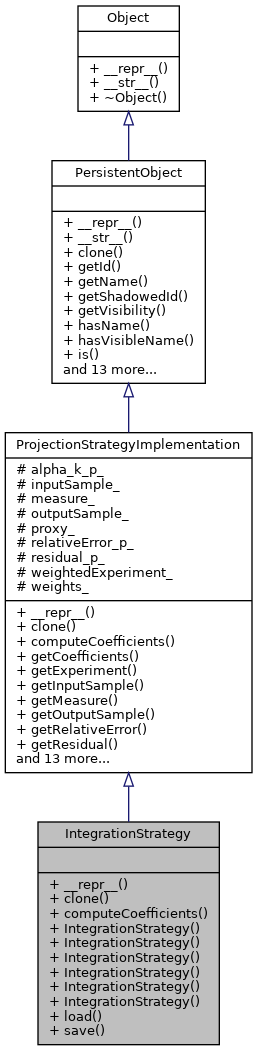 Object
+ __repr__()
+ __str__()
+ ~Object()
PersistentObject
+ __repr__()
+ __str__()
+ clone()
+ getId()
+ getName()
+ getShadowedId()
+ getVisibility()
+ hasName()
+ hasVisibleName()
+ is()
and 13 more...
ProjectionStrategyImplementation
# alpha_k_p_
# inputSample_
# measure_
# outputSample_
# proxy_
# relativeError_p_
# residual_p_
# weightedExperiment_
# weights_
+ __repr__()
+ clone()
+ computeCoefficients()
+ getCoefficients()
+ getExperiment()
+ getInputSample()
+ getMeasure()
+ getOutputSample()
+ getRelativeError()
+ getResidual()
and 13 more...
IntegrationStrategy
+ __repr__()
+ clone()
+ computeCoefficients()
+ IntegrationStrategy()
+ IntegrationStrategy()
+ IntegrationStrategy()
+ IntegrationStrategy()
+ IntegrationStrategy()
+ IntegrationStrategy()
+ load()
+ save()